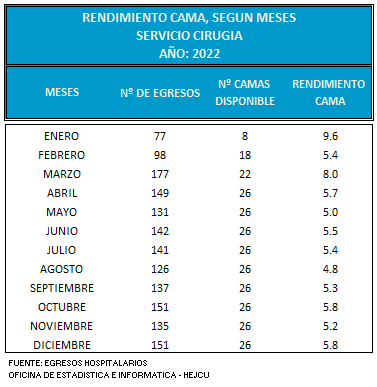 RENDIMIENTO CAMA, SEGUN MESES
SERVICIO CIRUGIA
AÑO: 2022
MESES Nº DE EGRESOS Nº CAMAS DISPONIBLE RENDIMIENTO CAMA
ENERO 77 8 9.6
FEBRERO 98 18 5.4
MARZO 177 22 8.0
ABRIL 149 26 5.7
MAYO 131 26 5.0
JUNIO 142 26 5.5
JULIO 141 26 5.4
AGOSTO 126 26 4.8
SETIEMBRE 137 26 5.3
OCTUBRE 151 26 5.8
NOVIEMBRE 135 26 5.2
DICIEMBRE 151 26 5.8
FUENTE: EGRESOS HOSPITALARIOS
OFICINA DE ESTADISTICA E INFORMATICA - HEJCU